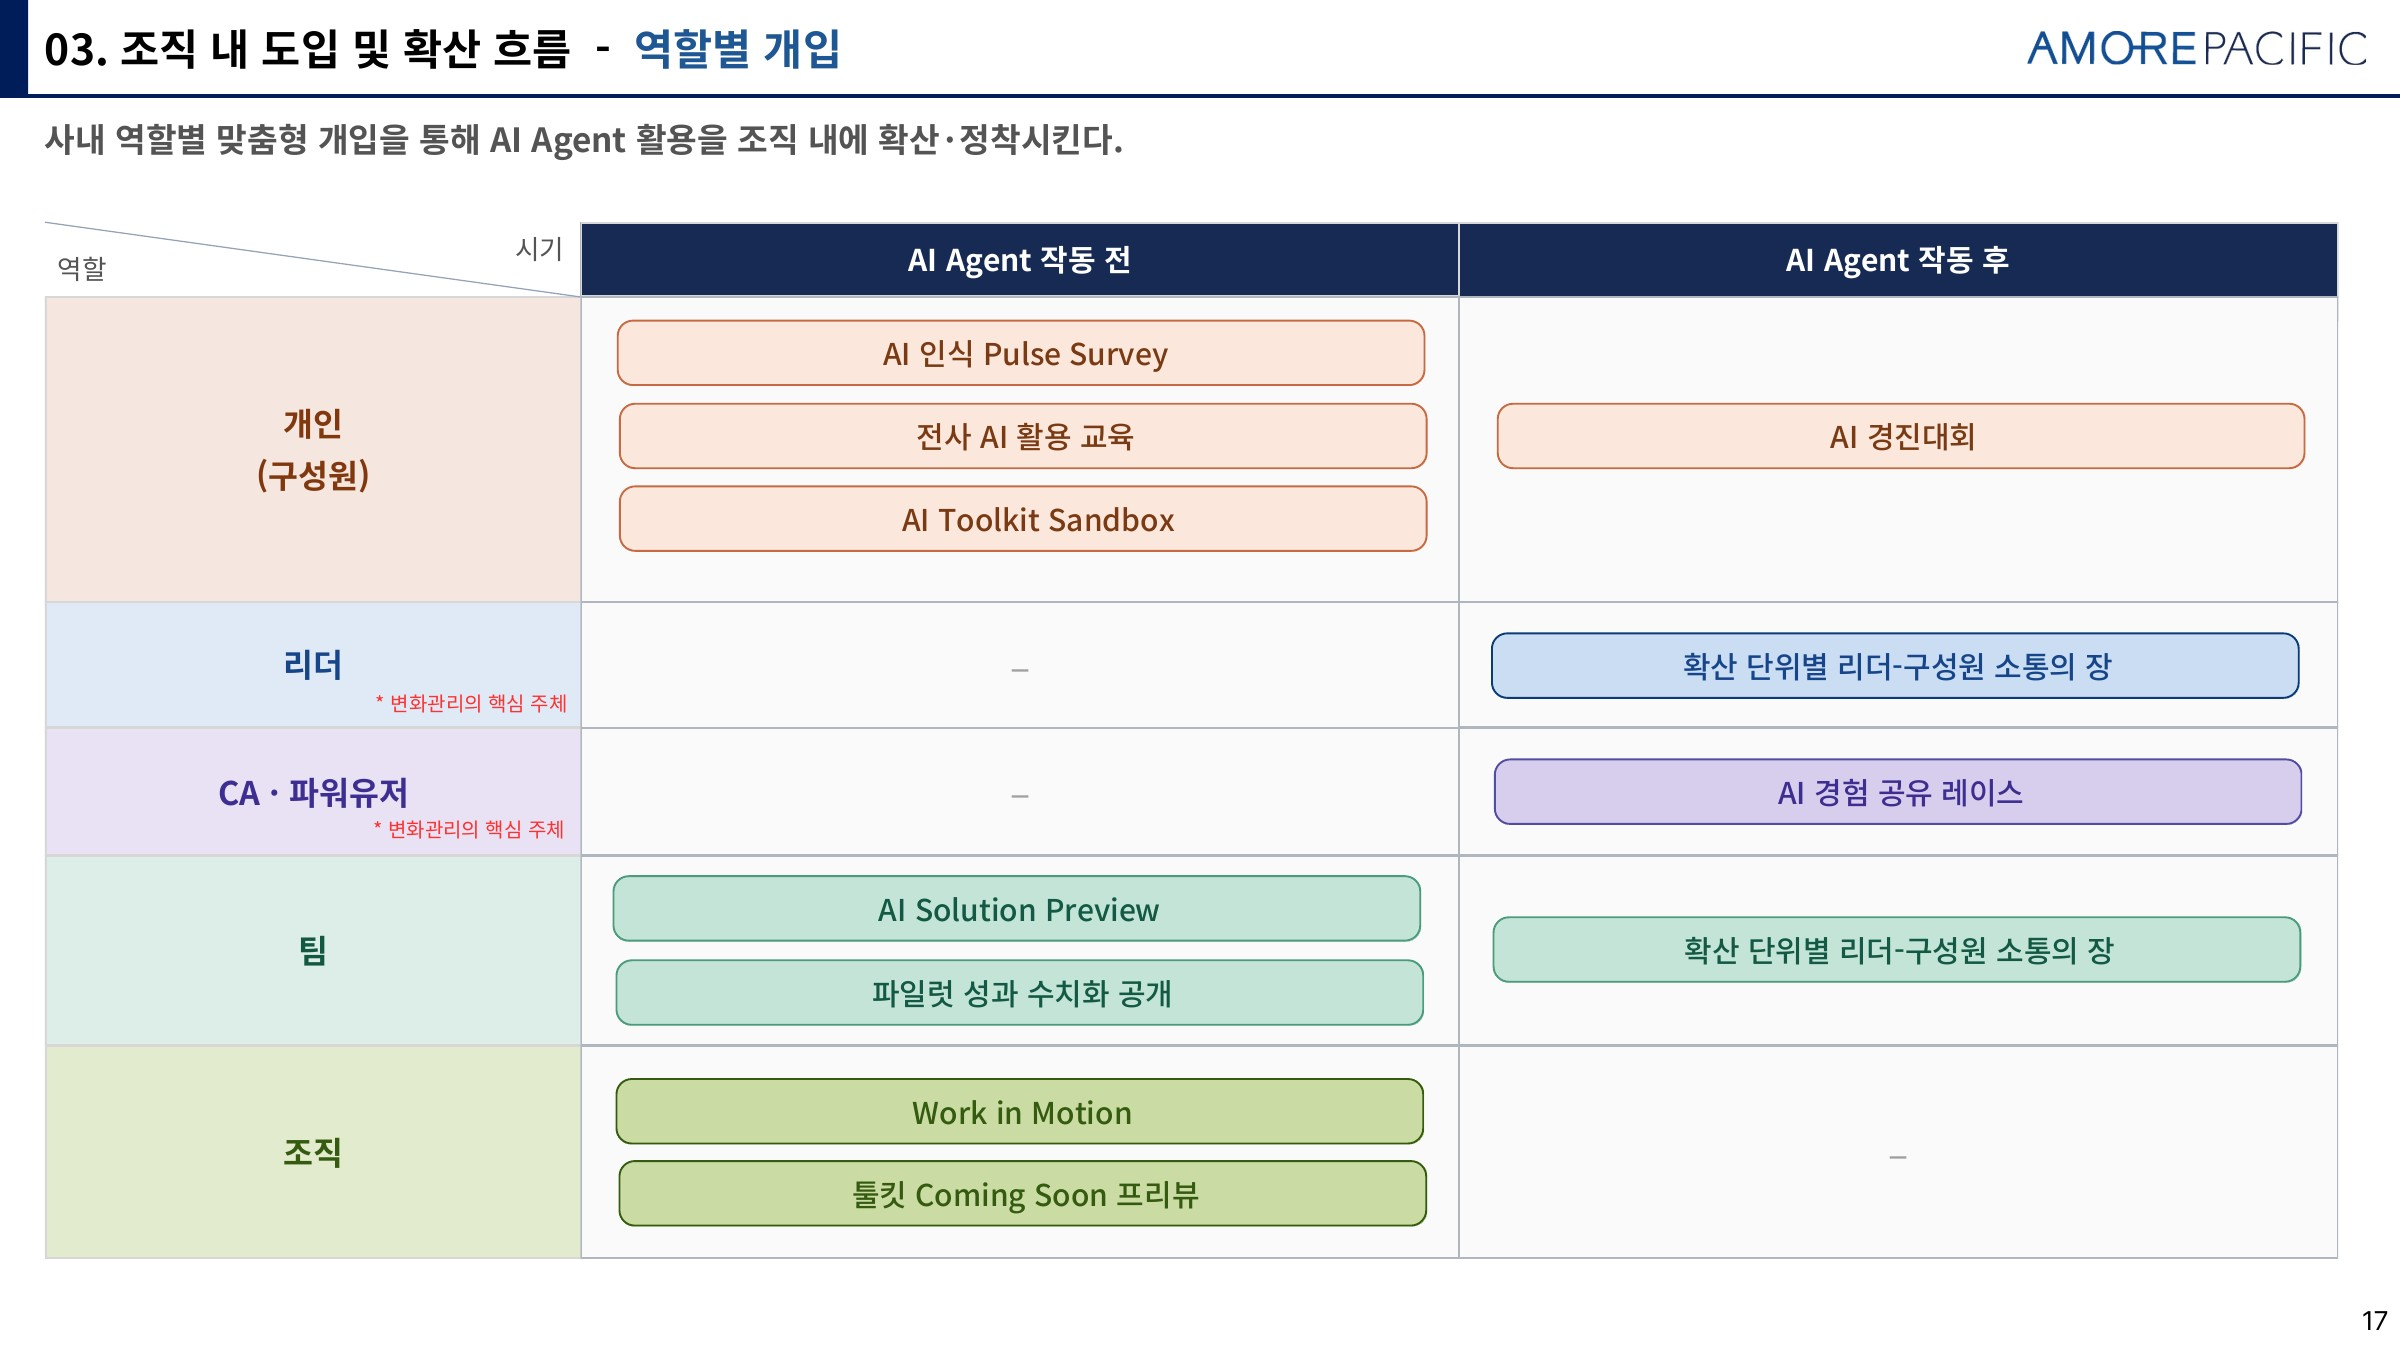 03. 조직 내 도입 및 확산 흐름 - 역할별 개입
AMOREPACIFIC
사내 역할별 맞춤형 개입을 통해 AI Agent 활용을 조직 내에 확산·정착시킨다.
시기
역할
AI Agent 작동 전
AI Agent 작동 후
개인
(구성원)
AI 인식 Pulse Survey
전사 AI 활용 교육
AI Toolkit Sandbox
AI 경진대회
리더
* 변화관리의 핵심 주체
–
확산 단위별 리더-구성원 소통의 장
CA · 파워유저
* 변화관리의 핵심 주체
–
AI 경험 공유 레이스
팀
AI Solution Preview
파일럿 성과 수치화 공개
확산 단위별 리더-구성원 소통의 장
조직
Work in Motion
툴킷 Coming Soon 프리뷰
–
17